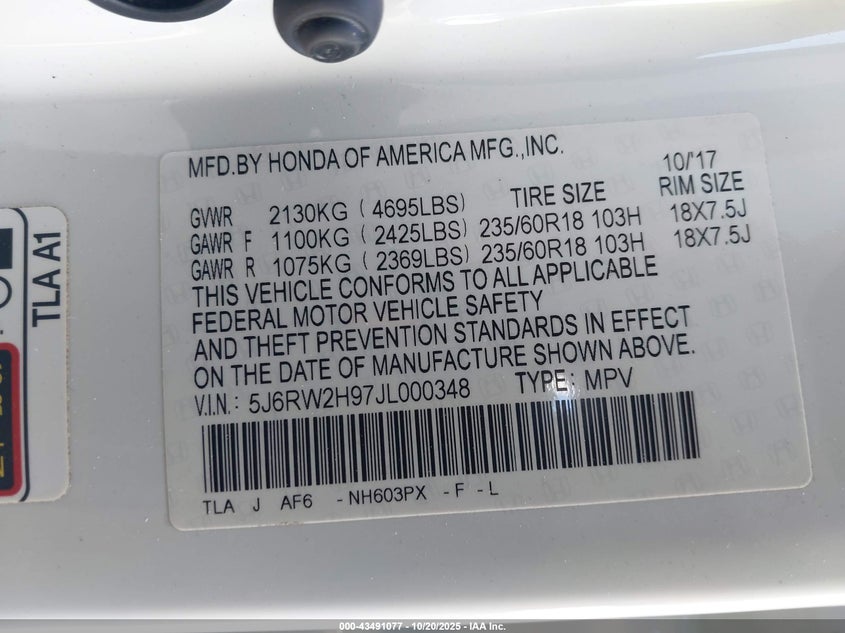 MFD.BY HONDA OF AMERICA MFG.,INC. 10/'17
TIRE SIZE RIM SIZE
GVWR 2130KG ( 4695LBS)
GAWR F 1100KG ( 2425LBS) 235/60R18 103H 18X7.5J
GAWR R 1075KG ( 2369LBS) 235/60R18 103H 18X7.5J
THIS VEHICLE CONFORMS TO ALL APPLICABLE
FEDERAL MOTOR VEHICLE SAFETY
AND THEFT PREVENTION STANDARDS IN EFFECT
ON THE DATE OF MANUFACTURE SHOWN ABOVE.
V.I.N.: 5J6RW2H97JL000348 TYPE: MPV
TLA J AF6 -NH603PX -F -L
TLA A1
000-43491077 - 10/20/2025 - IAA Inc.